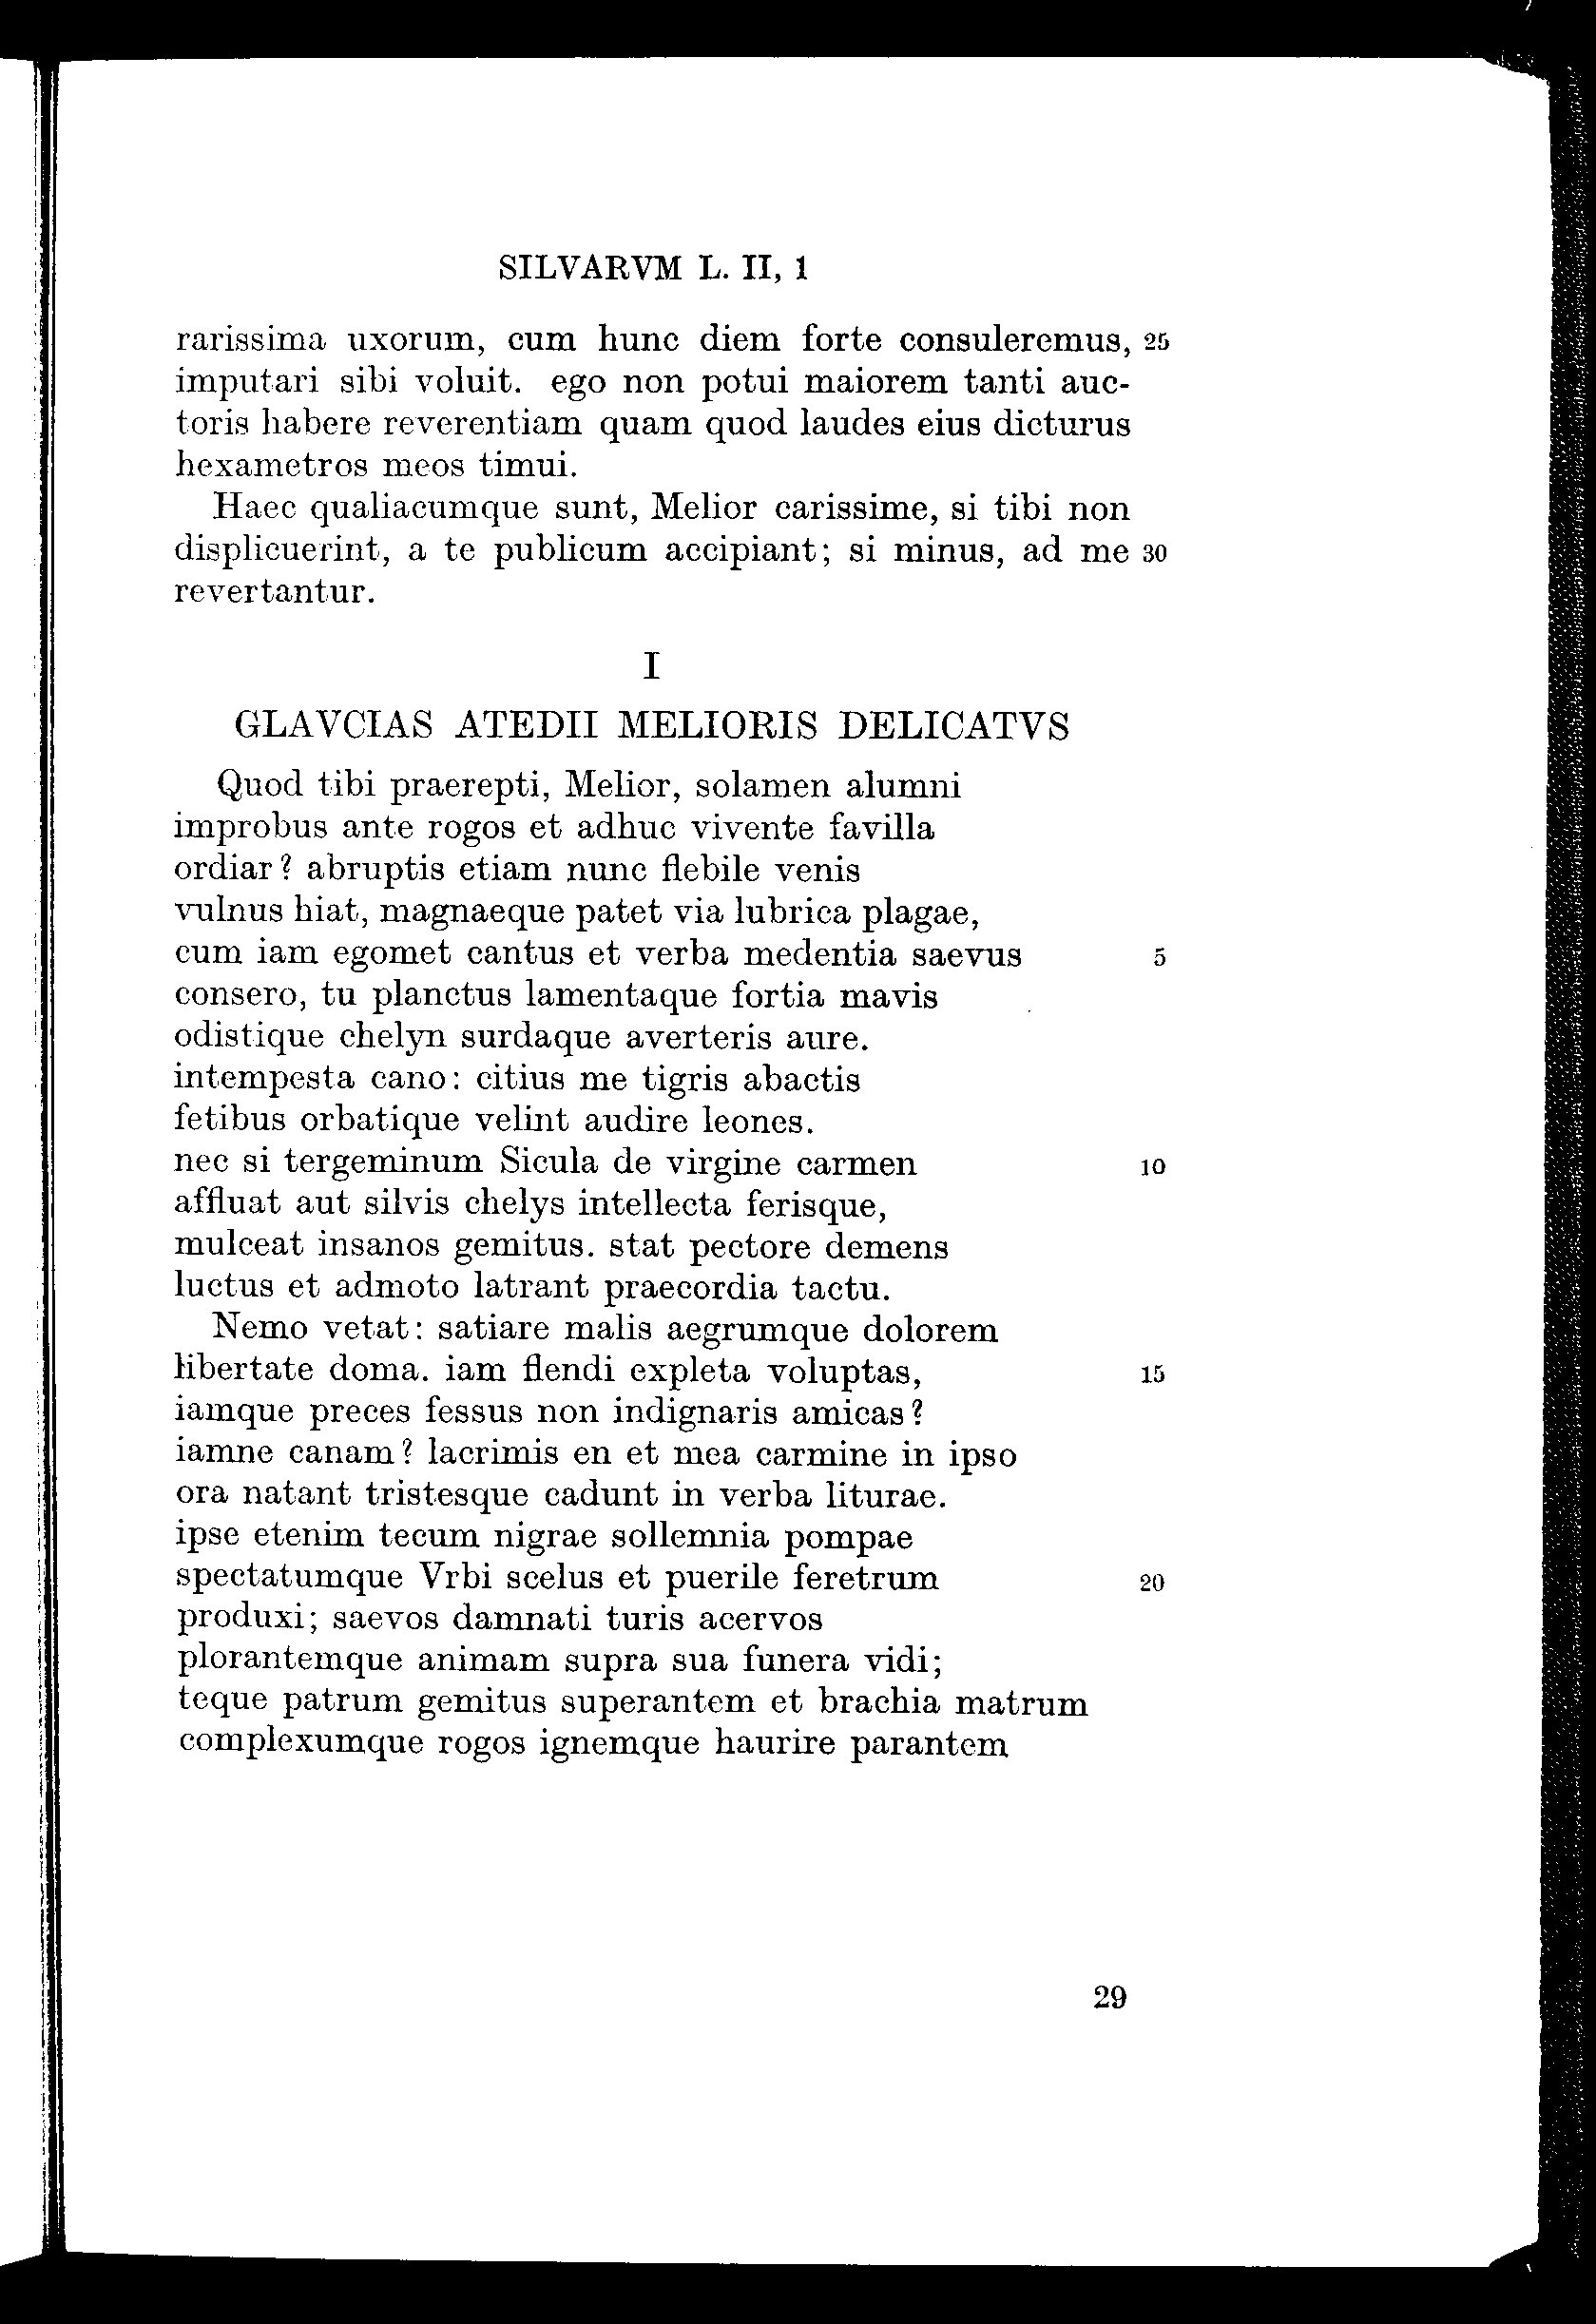 SILVARVM L. II, 1
rarissima uxorum, cum hunc diem forte consuleremus, 25
imputari sibi voluit. ego non potui maiorem tanti auc-
toris habere reverentiam quam quod laudes eius dicturus
hexametros meos timui.
Haec qualiacumque sunt, Melior carissime, si tibi non
displicuerint, a te publicum accipiant; si minus, ad me 30
revertantur.
I
GLAVCIAS ATEDII MELIORIS DELICATVS
Quod tibi praerepti, Melior, solamen alumni
improbus ante rogos et adhuc vivente favilla
ordiar? abruptis etiam nunc flebile venis
vulnus hiat, magnaeque patet via lubrica plagae,
cum iam egomet cantus et verba medentia saevus 5
consero, tu planctus lamentaque fortia mavis
odistique chelyn surdaque averteris aure.
intempesta cano: citius me tigris abactis
fetibus orbatique velint audire leones.
nec si tergeminum Sicula de virgine carmen 10
affluat aut silvis chelys intellecta ferisque,
mulceat insanos gemitus. stat pectore demens
luctus et admoto latrant praecordia tactu.
Nemo vetat: satiare malis aegrumque dolorem
libertate doma. iam flendi expleta voluptas, 15
iamque preces fessus non indignaris amicas?
iamne canam? lacrimis en et mea carmine in ipso
ora natant tristesque cadunt in verba liturae.
ipse etenim tecum nigrae sollemnia pompae
spectatumque Vrbi scelus et puerile feretrum 20
produxi; saevos damnati turis acervos
plorantemque animam supra sua funera vidi;
teque patrum gemitus superantem et brachia matrum
complexumque rogos ignemque haurire parantem
29